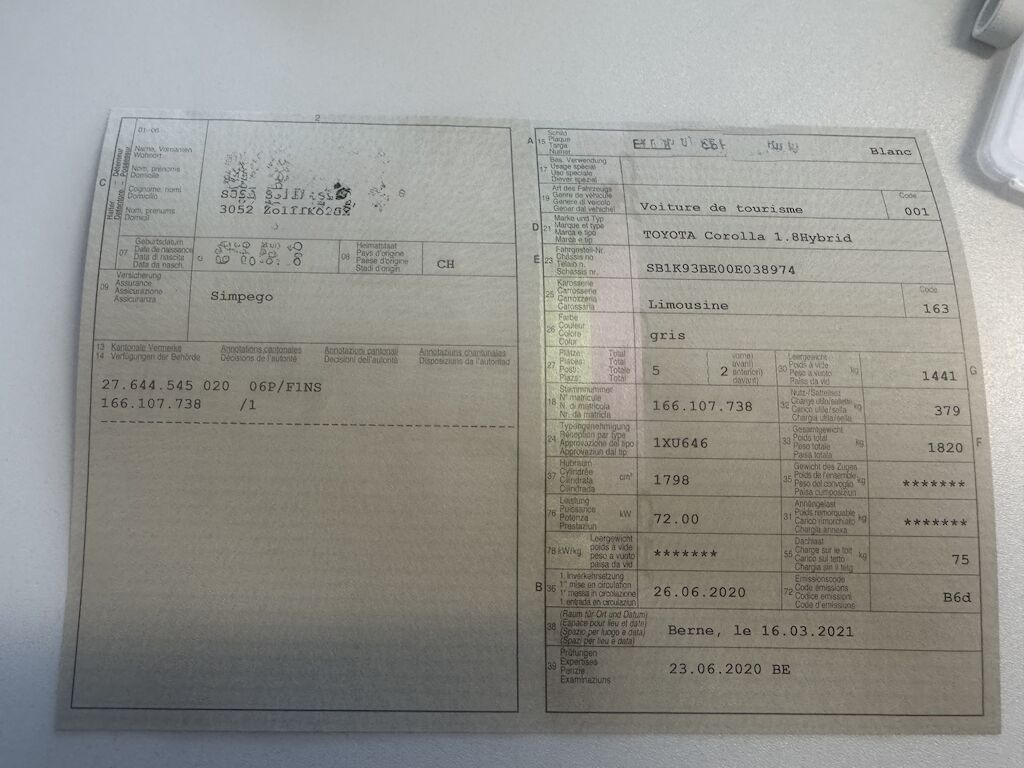 2
01-06
C
Halter
Name, Vornamen
Wohnort
Nom, prénoms
Domicile
Cognome, nomi
Domicilio
Num, prenums
Domicil
3052
07 Geburtsdatum
Date de naissance
Data di nascita
Data da nasch.
08 Heimatstaat
Pays d'origine
Paese d'origine
Stadi d'origin
CH
09 Versicherung
Assurance
Assicurazione
Assicuranza
Simpego
13 Kantonale Vermerke Annotations cantonales Annotazioni cantonali Annotaziuns chantunalas
14 Verfügungen der Behörde Décisions de l'autorité Decisioni dell'autorità Disposiziuns da l'autoritad
27.644.545 020 06P/F1NS
166.107.738 /1
A 15 Schild
Plaque
Targa
Numer
Blanc
17 Bes. Verwendung
Usage spécial
Uso speciale
Diever spezial
19 Art des Fahrzeugs
Genre de véhicule
Genere di veicolo
Gener dal vehichel
Voiture de tourisme
Code
001
D 21 Marke und Typ
Marque et type
Marca e tipo
Marca e tip
TOYOTA Corolla 1.8Hybrid
E 23 Fahrgestell-Nr.
Châssis no
Telaio n.
Schassis nr.
SB1K93BE00E038974
25 Karosserie
Carrosserie
Carrozzeria
Carossaria
Limousine
Code
163
26 Farbe
Couleur
Colore
Colur
gris
27 Plätze: Total
Places: Total
Posti: Totale
Plazs: Total
5
vorne)
avant)
anteriori)
davant)
2
30 Leergewicht
Poids à vide
Peso a vuoto
Paisa da vid
kg
1441
G
18 Stammnummer
N° matricule
N. di matricola
Nr. da matricla
166.107.738
32 Nutz-/Sattellast
Charge utile/sellette
Carico utile/sella
Chargia utila/sella
kg
379
24 Typengenehmigung
Réception par type
Approvazione del tipo
Approvaziun dal tip
1XU646
33 Gesamtgewicht
Poids total
Peso totale
Paisa totala
kg
1820
F
37 Hubraum
Cylindrée
Cilindrata
Cilindrada
cm³
1798
35 Gewicht des Zuges
Poids de l'ensemble
Peso del convoglio
Paisa cumposiziun
kg
*******
76 Leistung
Puissance
Potenza
Prestaziun
kW
72.00
31 Anhängelast
Poids remorquable
Carico rimorchiato
Chargia annexa
kg
*******
78 kW/kg Leergewicht
poids à vide
peso a vuoto
paisa da vid
*******
55 Dachlast
Charge sur le toit
Carico sul tetto
Chargia sin il tetg
kg
75
B 36 1. Inverkehrsetzung
1re mise en circulation
1a messa in circolazione
1. entrada en circulaziun
26.06.2020
72 Emissionscode
Code émissions
Codice emissioni
Code d'emissiuns
B6d
38 (Raum für Ort und Datum)
(Espace pour lieu et date)
(Spazio per luogo e data)
(Spazi per lieu e data)
Berne, le 16.03.2021
39 Prüfungen
Expertises
Perizie
Examinaziuns
23.06.2020 BE